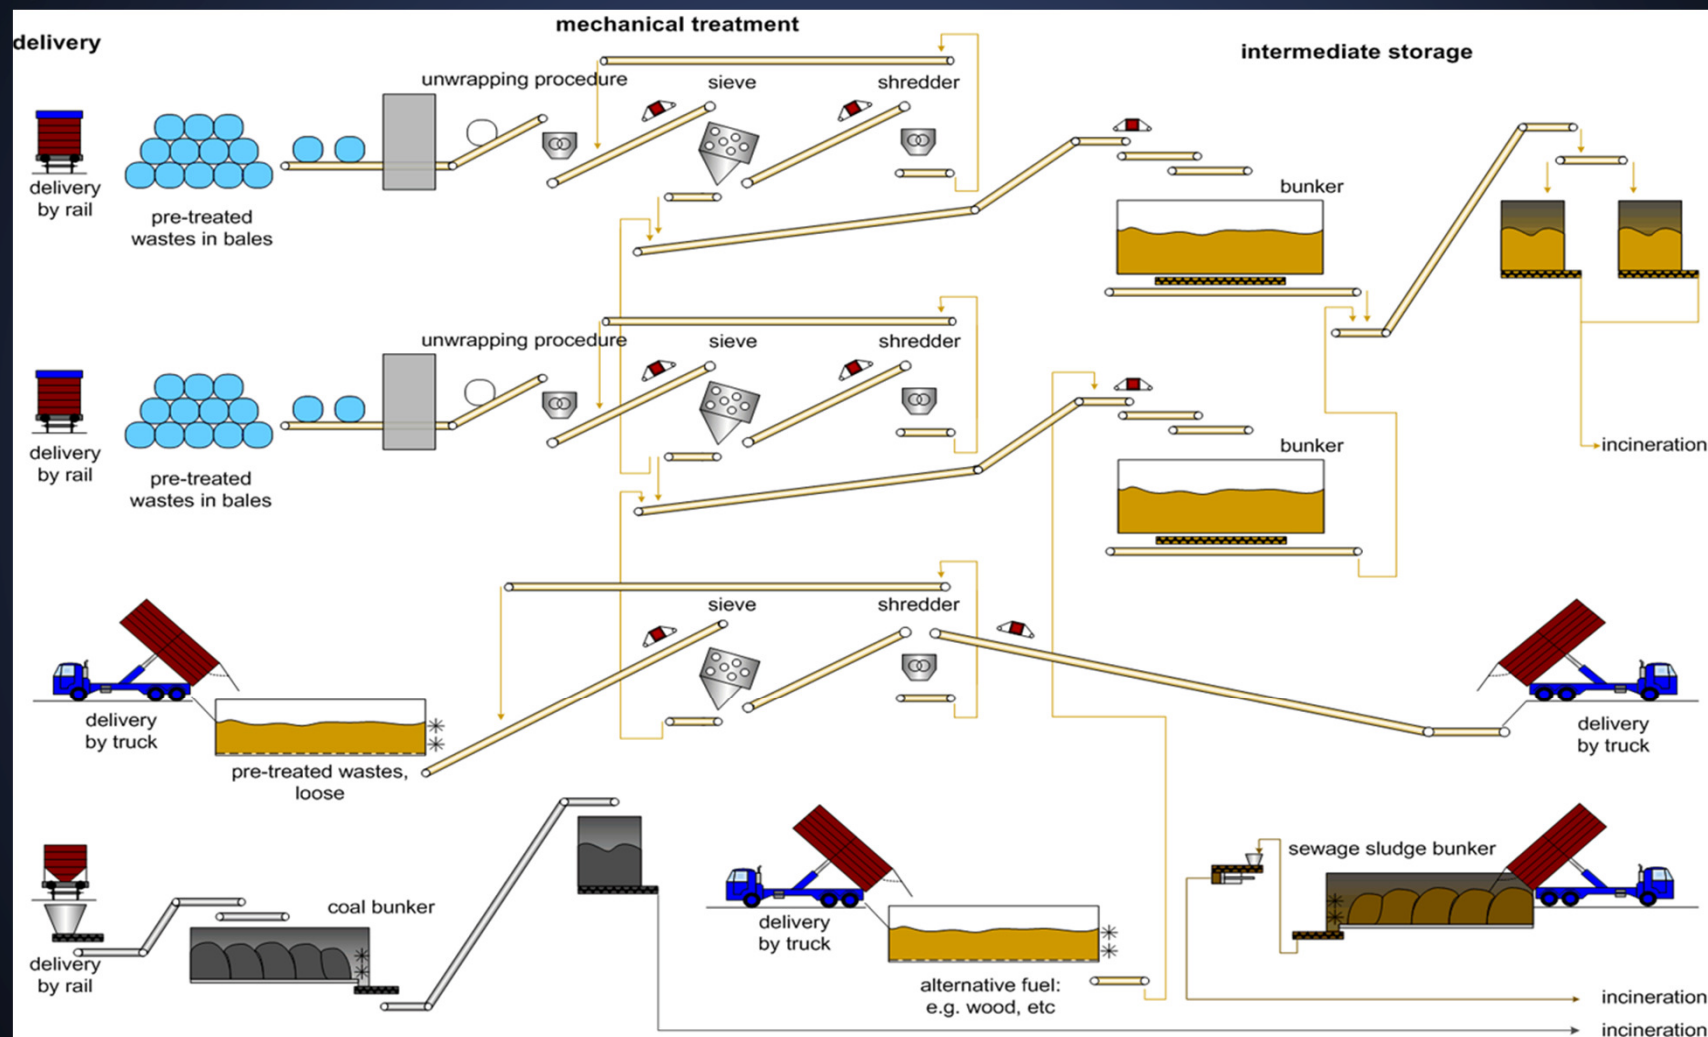 delivery
mechanical treatment
intermediate storage
unwrapping procedure
sieve
shredder
delivery
by rail
pre-treated
wastes in bales
bunker
unwrapping procedure
sieve
shredder
delivery
by rail
pre-treated
wastes in bales
bunker
incineration
sieve
shredder
delivery
by truck
pre-treated wastes,
loose
delivery
by truck
delivery
by rail
coal bunker
delivery
by truck
alternative fuel:
e.g. wood, etc
sewage sludge bunker
incineration
incineration